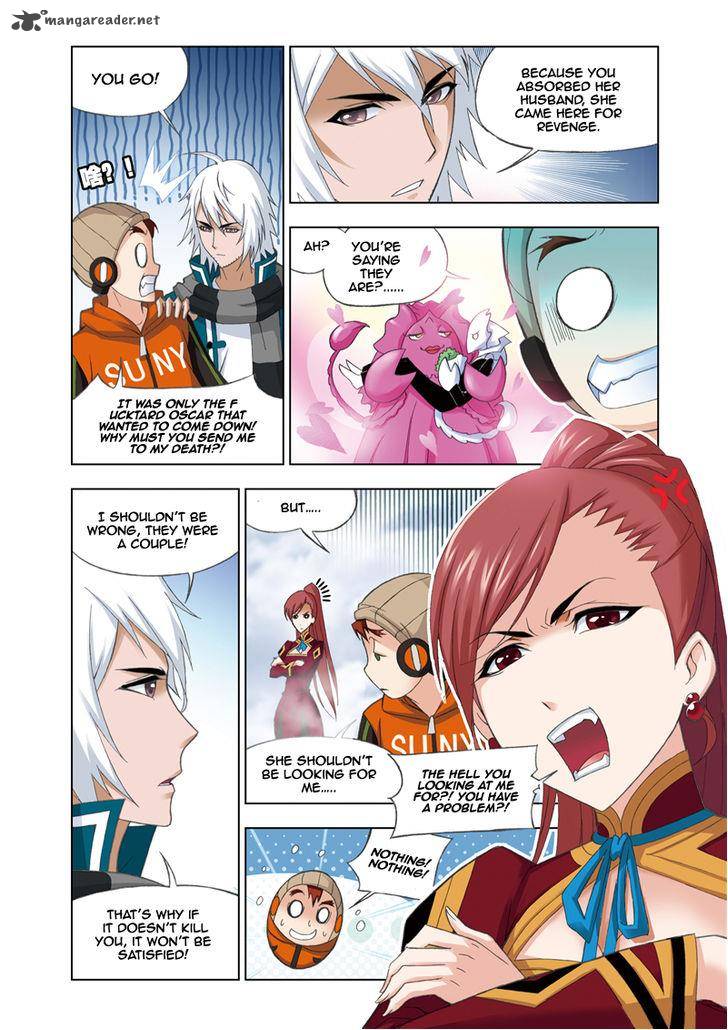 mangareader.net
YOU GO!
啥?!
SUNY
IT WAS ONLY THE F
UCKTARD OSCAR THAT
WANTED TO COME DOWN!
WHY MUST YOU SEND ME
TO MY DEATH?!
BECAUSE YOU
ABSORBED HER
HUSBAND, SHE
CAME HERE FOR
REVENGE.
AH?
YOU'RE
SAYING
THEY
ARE?......
I SHOULDN'T BE
WRONG, THEY WERE
A COUPLE!
THAT'S WHY IF
IT DOESN'T KILL
YOU, IT WON'T BE
SATISFIED!
BUT.....
SUNY
SHE SHOULDN'T
BE LOOKING FOR
ME.....
THE HELL YOU
LOOKING AT ME
FOR?! YOU HAVE
A PROBLEM?!
NOTHING!
NOTHING!